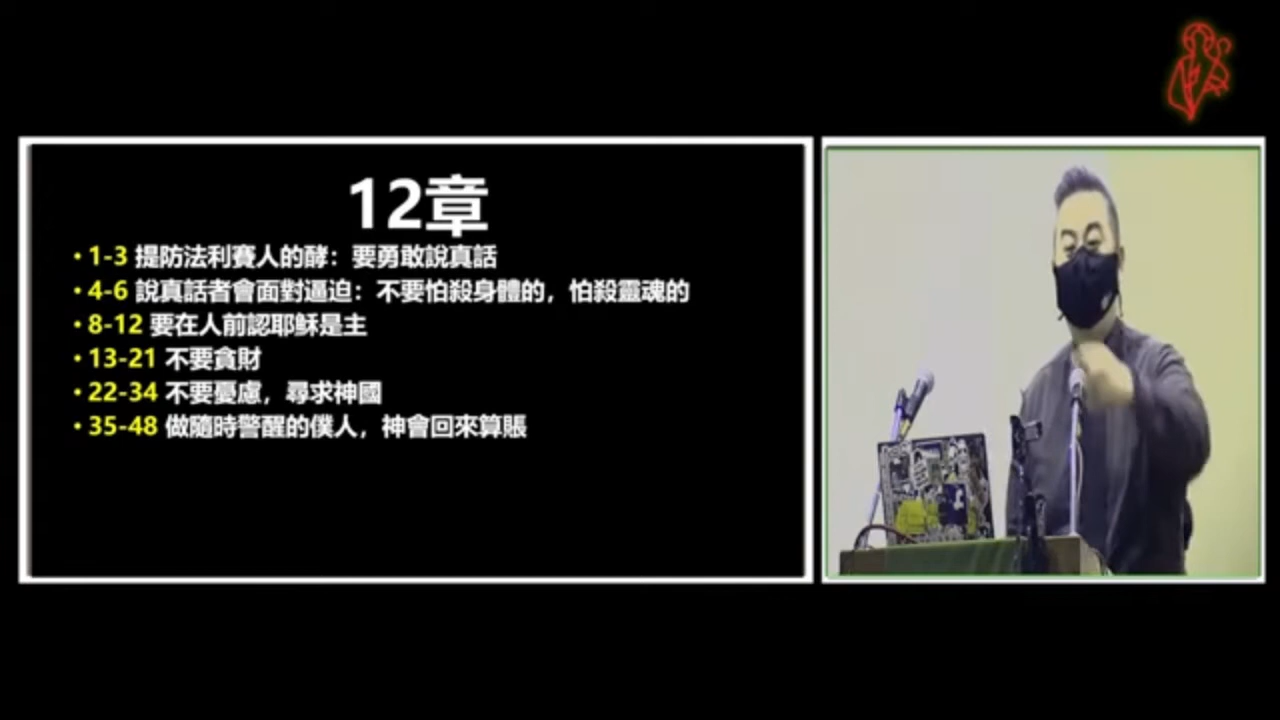 12章
• 1-3 提防法利賽人的酵：要勇敢說真話
• 4-6 說真話者會面對逼迫：不要怕殺身體的，怕殺靈魂的
• 8-12 要在人前認耶穌是主
• 13-21 不要貪財
• 22-34 不要憂慮，尋求神國
• 35-48 做隨時警醒的僕人，神會回來算賬